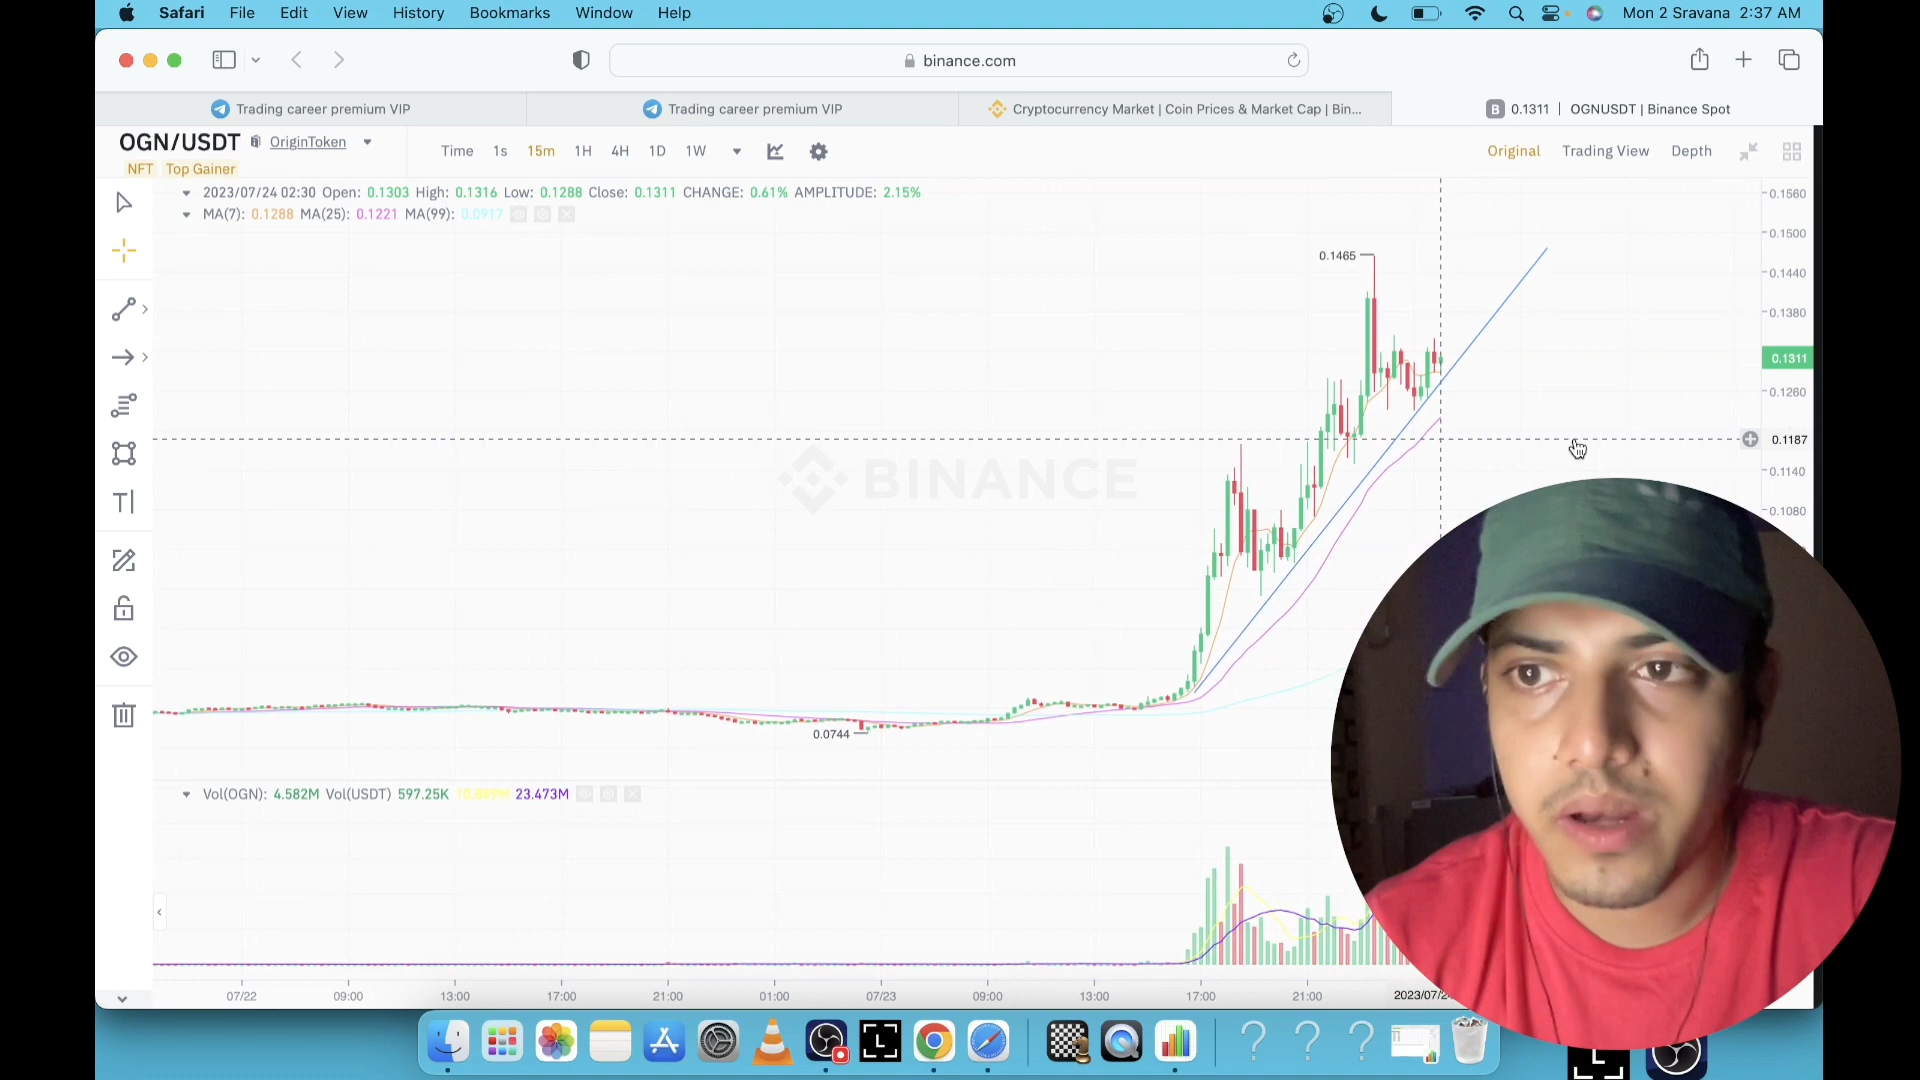 Safari File Edit View History Bookmarks Window Help Mon 2 Sravana 2:37 AM
binance.com
Trading career premium VIP
Trading career premium VIP
Cryptocurrency Market | Coin Prices & Market Cap | Bin...
B 0.1311 | OGNUSDT | Binance Spot
OGN/USDT OriginToken
NFT Top Gainer
Time 1s 15m 1H 4H 1D 1W
Original Trading View Depth
2023/07/24 02:30 Open: 0.1303 High: 0.1316 Low: 0.1288 Close: 0.1311 CHANGE: 0.61% AMPLITUDE: 2.15%
MA(7): 0.1288 MA(25): 0.1221 MA(99): 0.0917
0.1560
0.1500
0.1465
0.1440
0.1380
0.1311
0.1260
0.1187
0.1140
0.1080
BINANCE
0.0744
Vol(OGN): 4.582M Vol(USDT) 597.25K 23.473M
07/22 09:00 13:00 17:00 21:00 01:00 07/23 09:00 13:00 17:00 21:00